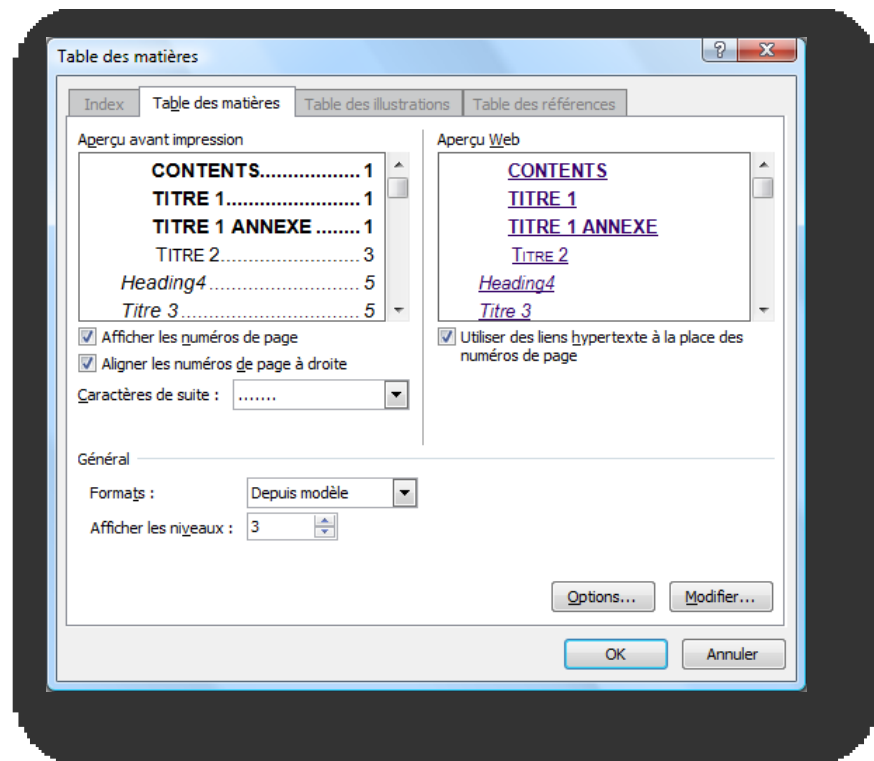 Table des matières
Index
Table des matières
Table des illustrations
Table des références
Aperçu avant impression
CONTENTS....................1
TITRE 1...........................1
TITRE 1 ANNEXE ........1
TITRE 2.........................3
Heading4........................... 5
Titre 3............................... 5
Afficher les numéros de page
Aligner les numéros de page à droite
Caractères de suite : .......
Aperçu Web
CONTENTS
TITRE 1
TITRE 1 ANNEXE
TITRE 2
Heading4
Titre 3
Utiliser des liens hypertexte à la place des
numéros de page
Général
Formats : Depuis modèle
Afficher les niveaux : 3
Options...
Modifier...
OK
Annuler